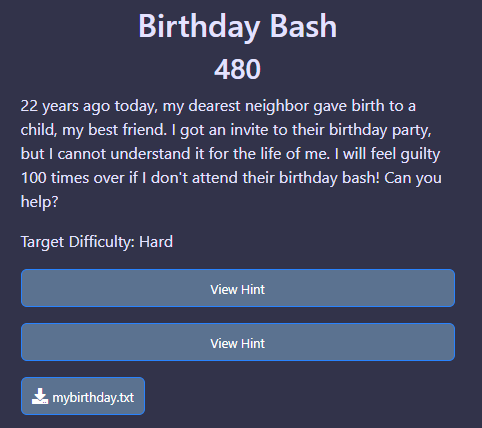 Birthday Bash
480
22 years ago today, my dearest neighbor gave birth to a
child, my best friend. I got an invite to their birthday party,
but I cannot understand it for the life of me. I will feel guilty
100 times over if I don't attend their birthday bash! Can you
help?
Target Difficulty: Hard
View Hint
View Hint
mybirthday.txt